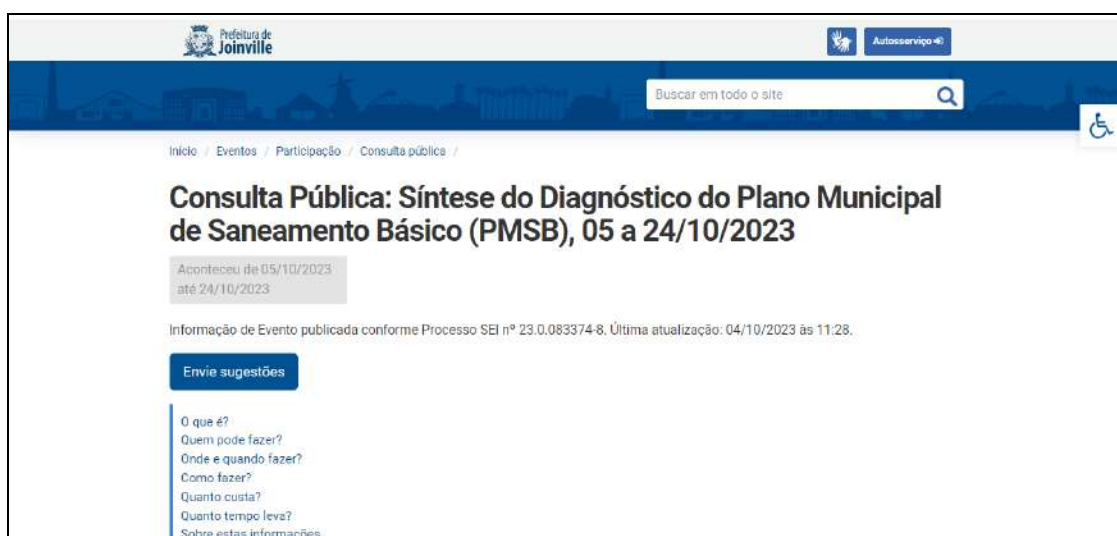 Prefeitura de
Joinville
Autosserviço
Buscar em todo o site
Início / Eventos / Participação / Consulta pública /
Consulta Pública: Síntese do Diagnóstico do Plano Municipal
de Saneamento Básico (PMSB), 05 a 24/10/2023
Aconteceu de 05/10/2023
até 24/10/2023
Informação de Evento publicada conforme Processo SEI nº 23.0.083374-8. Última atualização: 04/10/2023 às 11:28.
Envie sugestões
O que é?
Quem pode fazer?
Onde e quando fazer?
Como fazer?
Quanto custa?
Quanto tempo leva?
Sobre estas informações